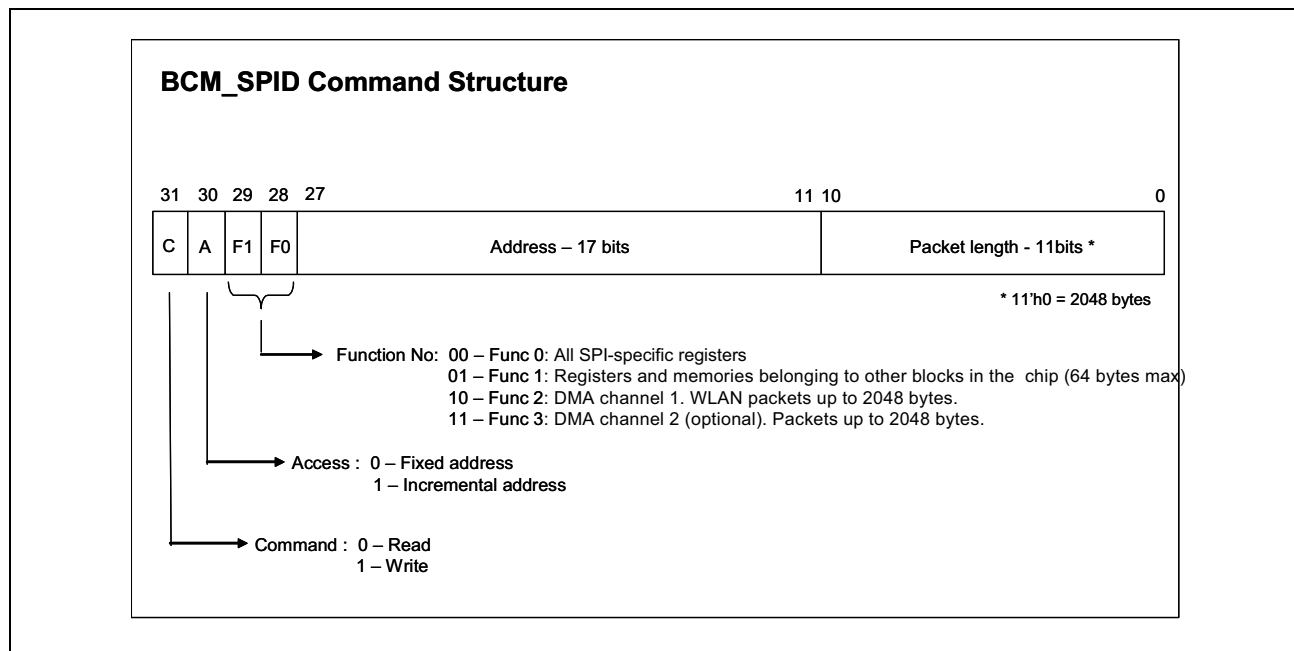 BCM_SPID Command Structure
31 30 29 28 27 11 10 0
C A F1 F0 Address – 17 bits Packet length - 11bits *
* 11'h0 = 2048 bytes
Function No: 00 – Func 0: All SPI-specific registers
01 – Func 1: Registers and memories belonging to other blocks in the chip (64 bytes max)
10 – Func 2: DMA channel 1. WLAN packets up to 2048 bytes.
11 – Func 3: DMA channel 2 (optional). Packets up to 2048 bytes.
Access : 0 – Fixed address
1 – Incremental address
Command : 0 – Read
1 – Write